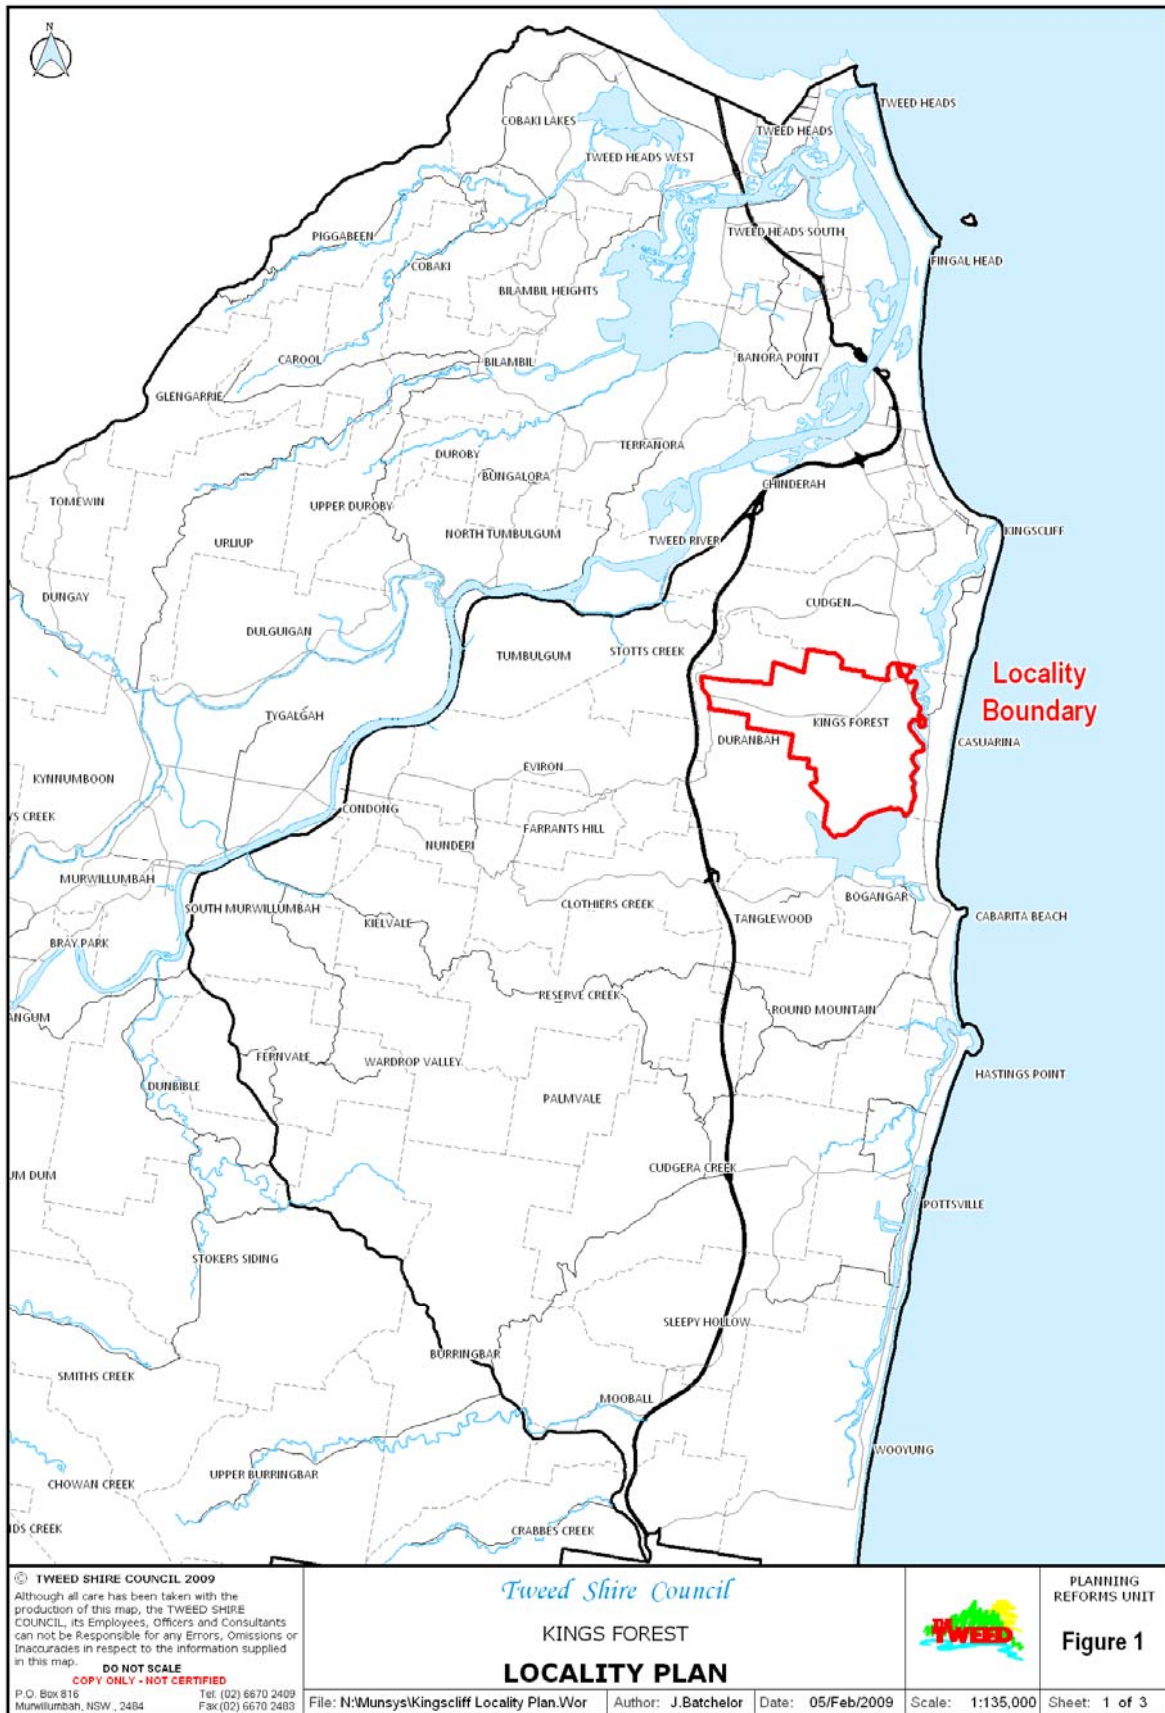 N
TWEED HEADS
COBAKI LAKES
TWEED HEADS
TWEED HEADS WEST
PIGGABEEN
TWEED HEADS SOUTH
COBAKI
FINGAL HEAD
BILAMBIL HEIGHTS
CAROOL
BILAMBIL
BANORA POINT
GLENGARRIE
TERRANORA
DUROBY
BUNGALORA
CHINDERAH
TOMEWIN
UPPER DUROBY
NORTH TUMBULGUM
KINGSCLIFF
URLIUP
TWEED RIVER
DUNGAY
CUDGEN
DULGUIGAN
TUMBULGUM
STOTTS CREEK
Locality
Boundary
TYGALGAH
KINGS FOREST
DURANBAH
CASUARINA
EVIRON
KYNNUMBOON
CONDONG
YS CREEK
FARRANTS HILL
NUNDERI
MURWILLUMBAH
BOGANGAR
CLOTHIERS CREEK
SOUTH MURWILLUMBAH
TANGLEWOOD
CABARITA BEACH
KIELVALE
BRAY PARK
RESERVE CREEK
ROUND MOUNTAIN
ANGUM
FERNVALE
WARDROP VALLEY
HASTINGS POINT
DUNBIBLE
PALMVALE
CUDGERA CREEK
UM DUM
POTTSVILLE
STOKERS SIDING
SLEEPY HOLLOW
BURRINGBAR
SMITHS CREEK
MOOBALL
WOOYUNG
UPPER BURRINGBAR
CHOWAN CREEK
IDS CREEK
CRABBES CREEK
© TWEED SHIRE COUNCIL 2009
Although all care has been taken with the
production of this map, the TWEED SHIRE
COUNCIL, its Employees, Officers and Consultants
can not be Responsible for any Errors, Omissions or
Inaccuracies in respect to the information supplied
in this map.
DO NOT SCALE
COPY ONLY - NOT CERTIFIED
P.O. Box 816 Tel: (02) 6670 2409
Murwillumbah, NSW., 2484 Fax:(02) 6670 2483
Tweed Shire Council
KINGS FOREST
LOCALITY PLAN
File: N:\Munsys\Kingscliff Locality Plan.Wor Author: J.Batchelor Date: 05/Feb/2009 Scale: 1:135,000 Sheet: 1 of 3
TWEED
PLANNING
REFORMS UNIT
Figure 1